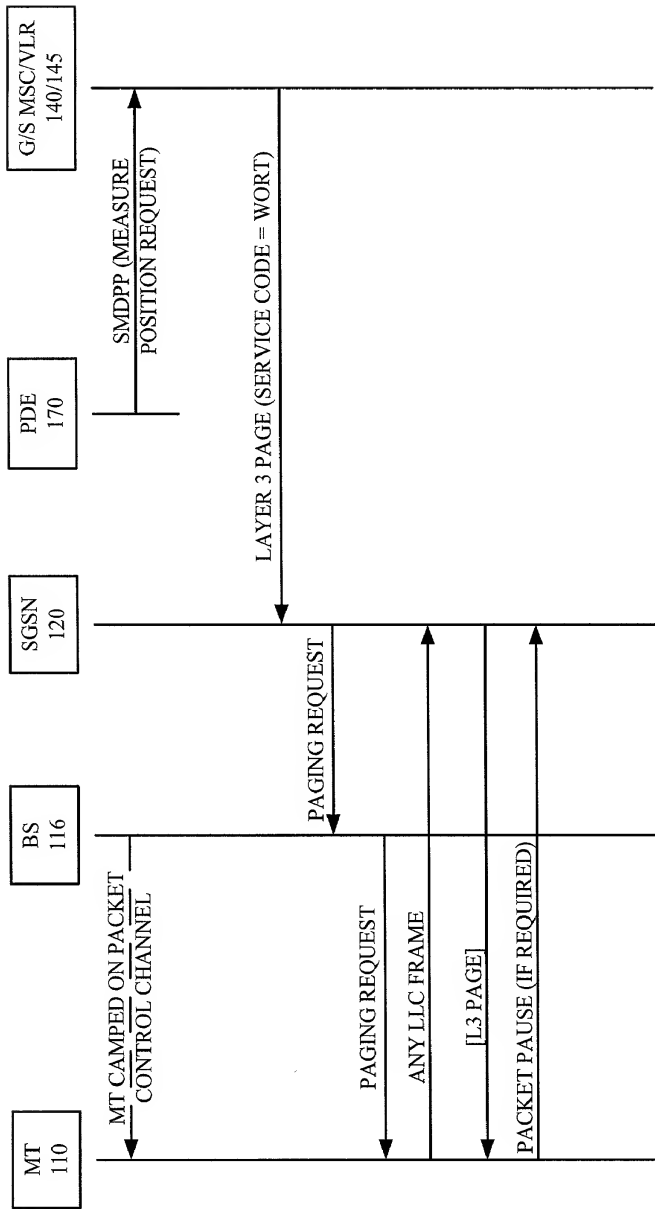 MT
110
BS
116
SGSN
120
PDE
170
G/S MSC/VLR
140/145
MT CAMPED ON PACKET
CONTROL CHANNEL
SMDPP (MEASURE
POSITION REQUEST)
LAYER 3 PAGE (SERVICE CODE = WORT)
PAGING REQUEST
PAGING REQUEST
ANY LLC FRAME
[L3 PAGE]
PACKET PAUSE (IF REQUIRED)